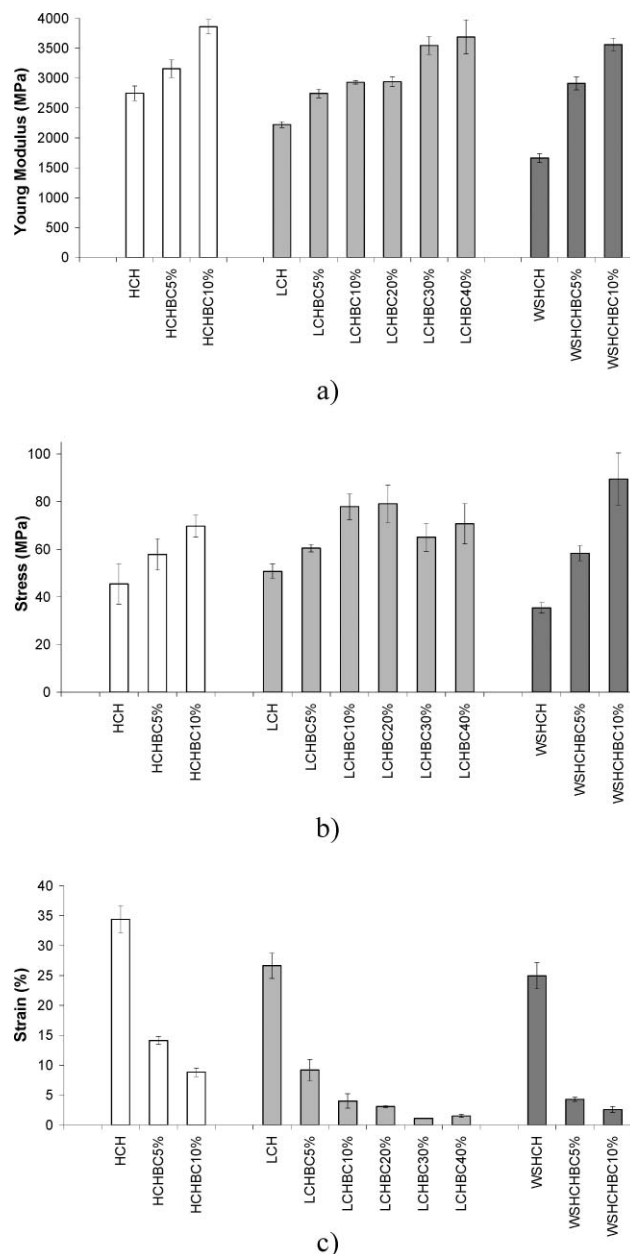 4000
3500
3000
2500
2000
1500
1000
500
0
Young Modulus (MPa)
HCH
HCHBC5%
HCHBC10%
LCH
LCHBC5%
LCHBC10%
LCHBC20%
LCHBC30%
LCHBC40%
WSHCH
WSHCHBC5%
WSHCHBC10%
a)
100
80
60
40
20
0
Stress (MPa)
HCH
HCHBC5%
HCHBC10%
LCH
LCHBC5%
LCHBC10%
LCHBC20%
LCHBC30%
LCHBC40%
WSHCH
WSHCHBC5%
WSHCHBC10%
b)
40
35
30
25
20
15
10
5
0
Strain (%)
HCH
HCHBC5%
HCHBC10%
LCH
LCHBC5%
LCHBC10%
LCHBC20%
LCHBC30%
LCHBC40%
WSHCH
WSHCHBC5%
WSHCHBC10%
c)